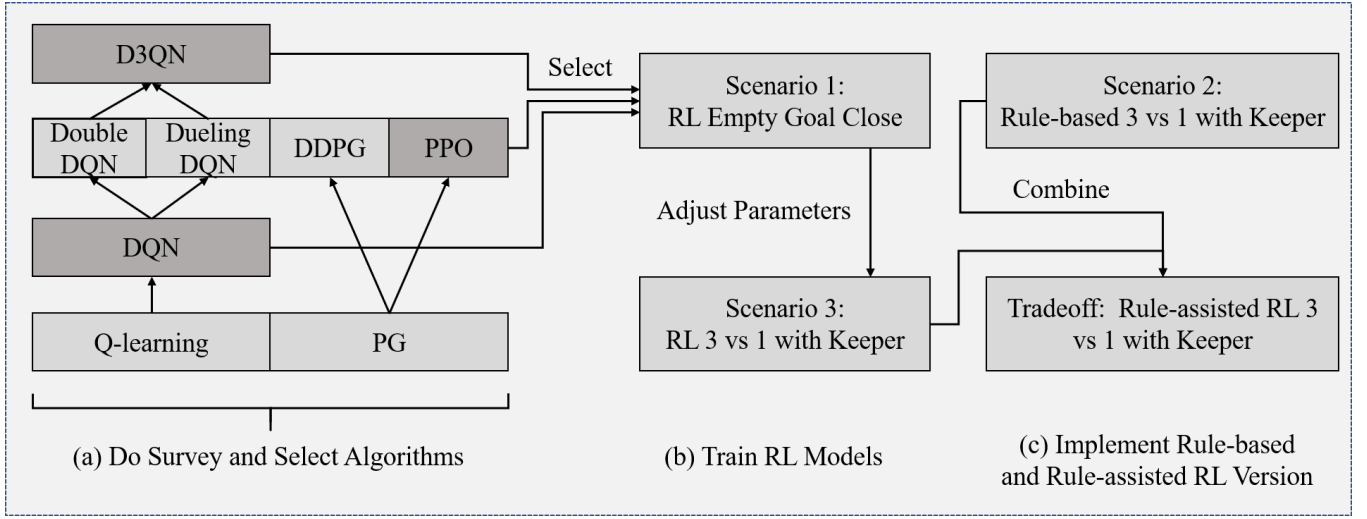 D3QN
Double
DQN
Dueling
DQN
DDPG
PPO
DQN
Q-learning
PG
(a) Do Survey and Select Algorithms
Select
Scenario 1:
RL Empty Goal Close
Adjust Parameters
Scenario 3:
RL 3 vs 1 with Keeper
(b) Train RL Models
Scenario 2:
Rule-based 3 vs 1 with Keeper
Combine
Tradeoff: Rule-assisted RL 3
vs 1 with Keeper
(c) Implement Rule-based
and Rule-assisted RL Version